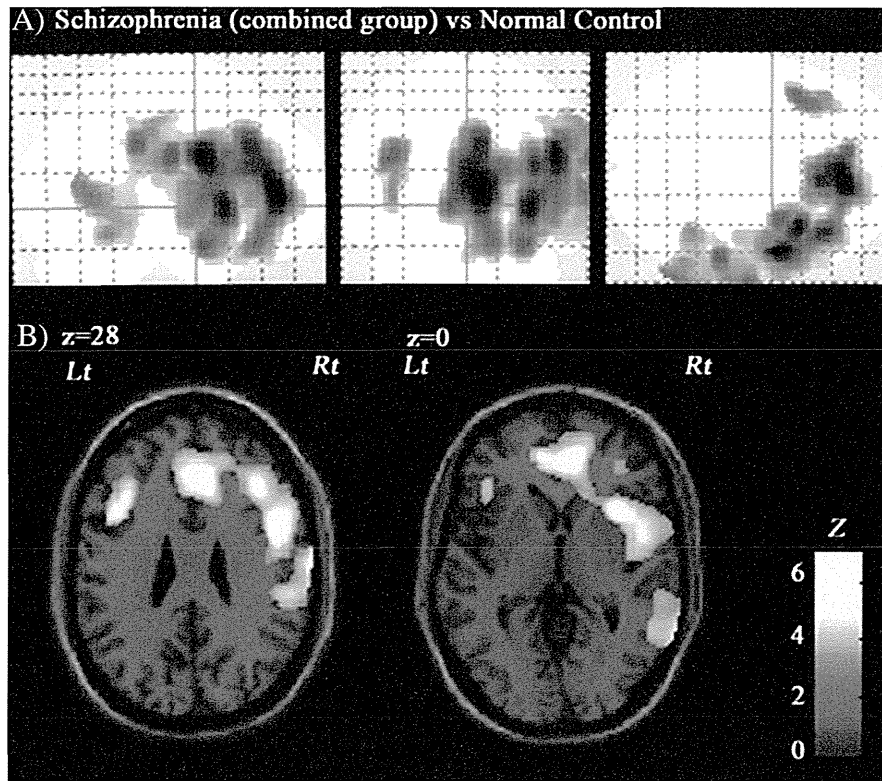 A) Schizophrenia (combined group) vs Normal Control
B) z=28
z=0
Lt
Rt
Lt
Rt
Z
6
4
2
0